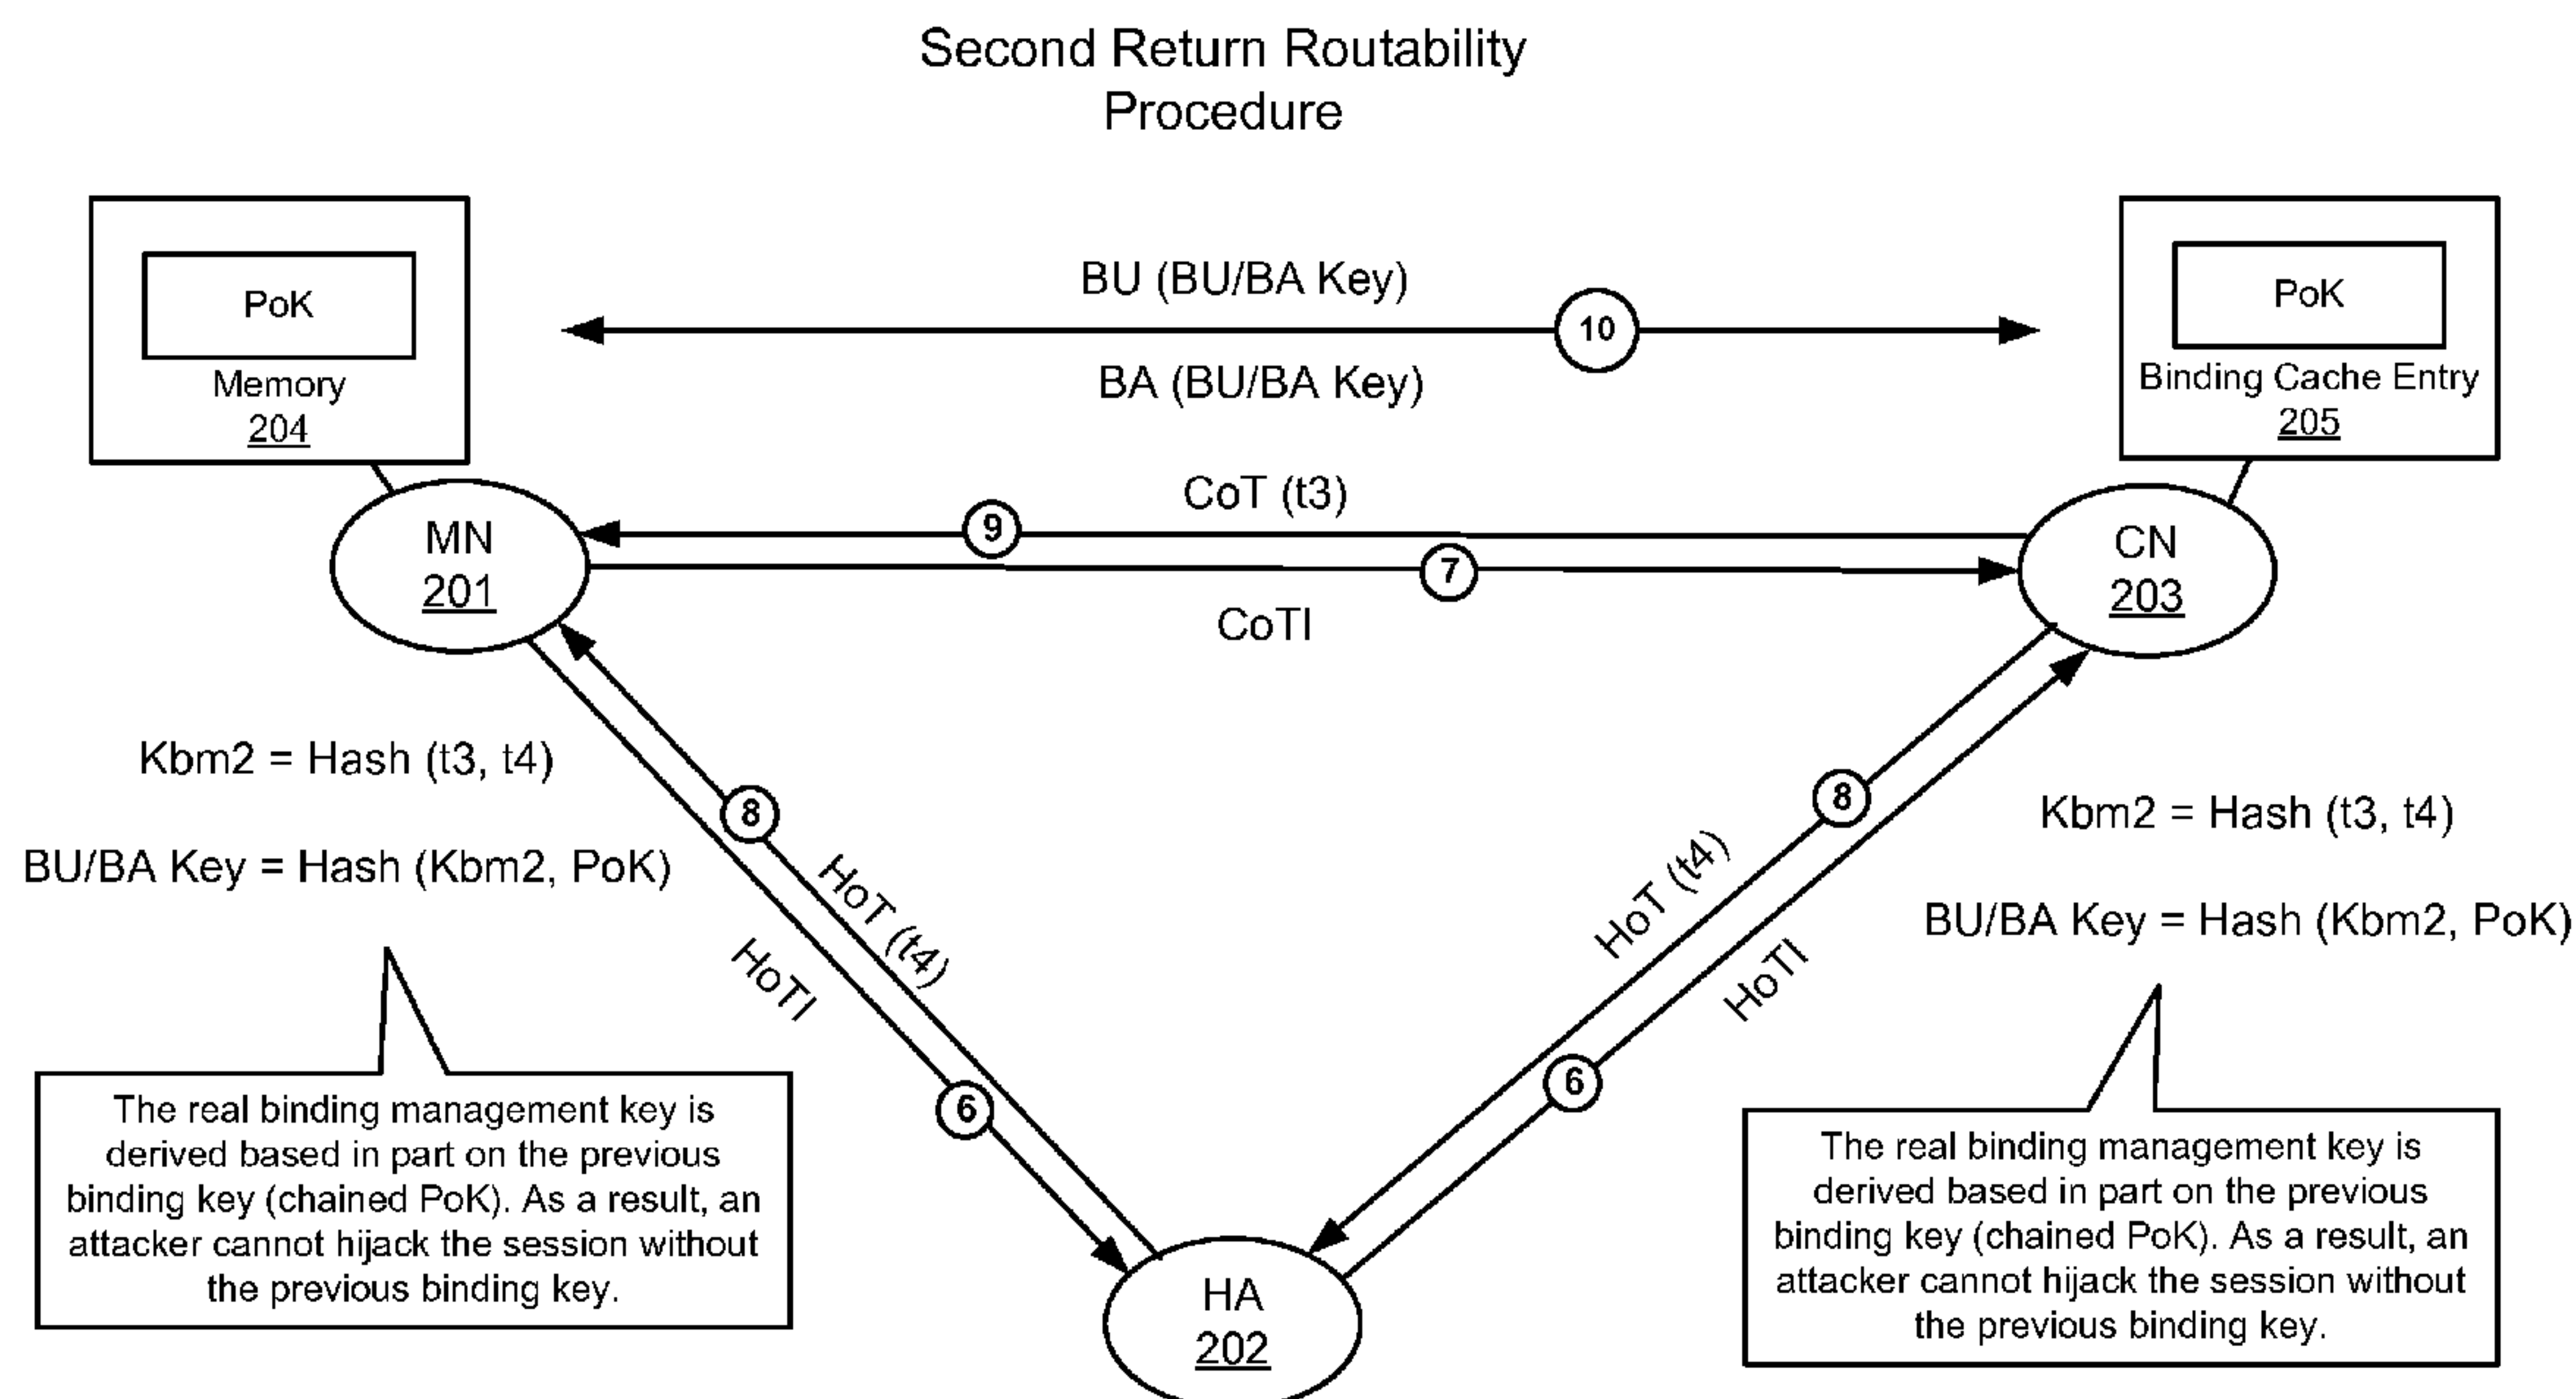 Second Return Routability
Procedure
PoK
Memory
204
BU (BU/BA Key)
10
BA (BU/BA Key)
PoK
Binding Cache Entry
205
CoT (t3)
9
7
CoTI
MN
201
CN
203
Kbm2 = Hash (t3, t4)
BU/BA Key = Hash (Kbm2, PoK)
8
HoT (t4)
HoTI
6
8
HoT (t4)
HoTI
6
Kbm2 = Hash (t3, t4)
BU/BA Key = Hash (Kbm2, PoK)
The real binding management key is
derived based in part on the previous
binding key (chained PoK). As a result, an
attacker cannot hijack the session without
the previous binding key.
HA
202
The real binding management key is
derived based in part on the previous
binding key (chained PoK). As a result, an
attacker cannot hijack the session without
the previous binding key.